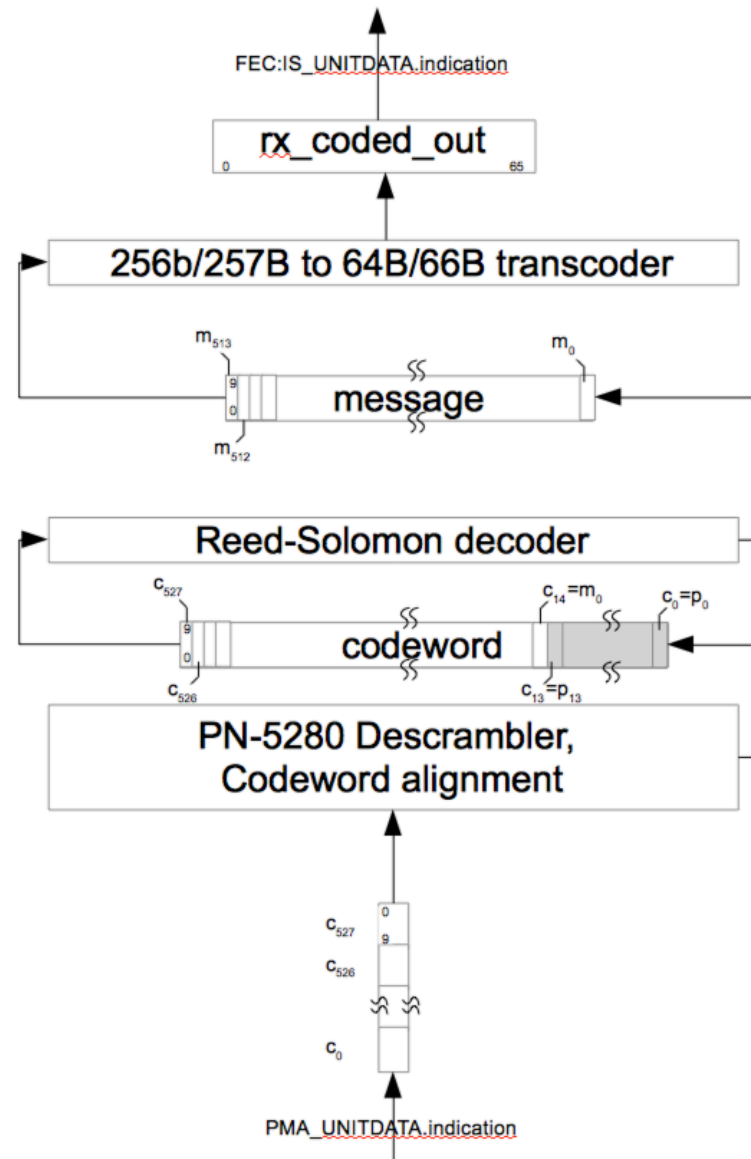 FEC:IS_UNITDATA.indication
rx_coded_out
0 65
256b/257B to 64B/66B transcoder
m513 m0
9
message
0
m512
Reed-Solomon decoder
c527 c14=m0 c0=p0
9
codeword
0
c526 c13=p13
PN-5280 Descrambler,
Codeword alignment
0
c527
9
c526
c0
PMA_UNITDATA.indication